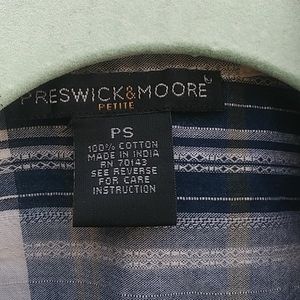 PRESWICK&MOORE
PETITE
PS
100% COTTON
MADE IN INDIA
RN 70143
SEE REVERSE
FOR CARE
INSTRUCTION